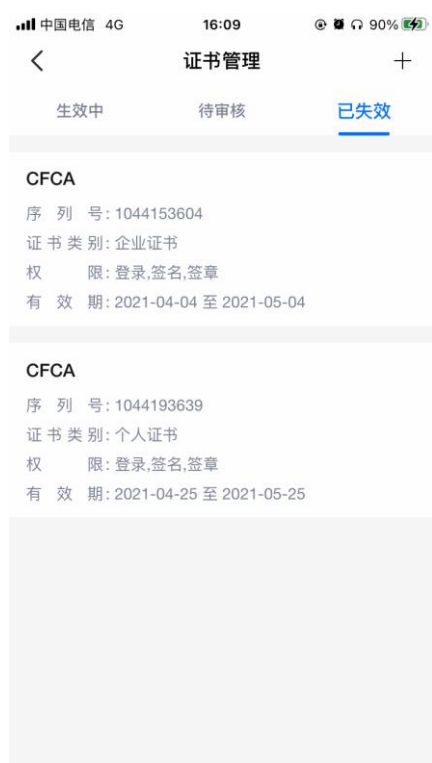 中国电信 4G 16:09 90%
证书管理
生效中 待审核 已失效
CFCA
序列号:1044153604
证书类别:企业证书
权限:登录,签名,签章
有效期:2021-04-04 至 2021-05-04
CFCA
序列号:1044193639
证书类别:个人证书
权限:登录,签名,签章
有效期:2021-04-25 至 2021-05-25